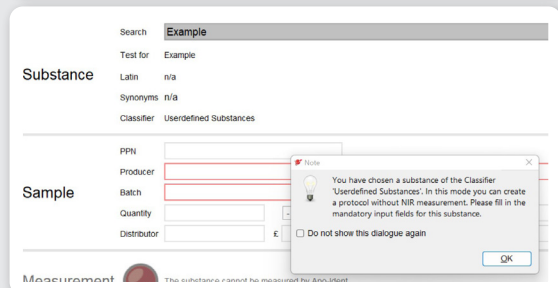 Search Example
Test for Example
Substance
Latin n/a
Synonyms n/a
Classifier Userdefined Substances
PPN
Producer
Sample
Batch
Quantity -
Distributor £
Note
You have chosen a substance of the Classifier
'Userdefined Substances'. In this mode you can create
a protocol without NIR measurement. Please fill in the
mandatory input fields for this substance.
Do not show this dialogue again
OK
Measurement The substance cannot be measured by Apo-Ident